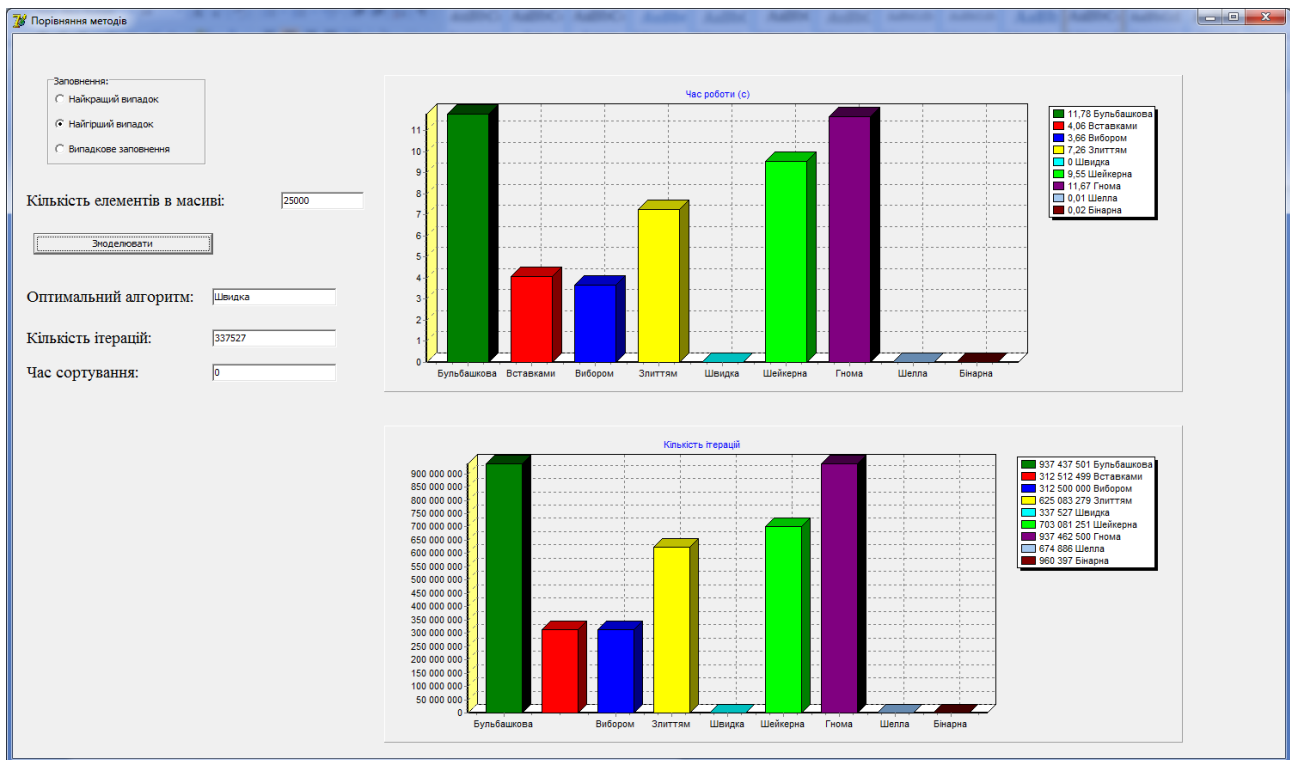 Порівняння методів
Заповнення:
Найкращий випадок
Найгірший випадок
Випадкове заповнення
Кількість елементів в масиві:
25000
Змоделювати
Оптимальний алгоритм:
Швидка
Кількість ітерацій:
337527
Час сортування:
0
Час роботи (с)
11
10
9
8
7
6
5
4
3
2
1
0
Бульбашкова Вставками Вибором Злиттям Швидка Шейкерна Гнома Шелла Бінарна
11,78 Бульбашкова
4,06 Вставками
3,66 Вибором
7,26 Злиттям
0 Швидка
9,55 Шейкерна
11,67 Гнома
0,01 Шелла
0,02 Бінарна
Кількість ітерацій
900 000 000
850 000 000
800 000 000
750 000 000
700 000 000
650 000 000
600 000 000
550 000 000
500 000 000
450 000 000
400 000 000
350 000 000
300 000 000
250 000 000
200 000 000
150 000 000
100 000 000
50 000 000
0
Бульбашкова Вибором Злиттям Швидка Шейкерна Гнома Шелла Бінарна
937 437 501 Бульбашкова
312 512 499 Вставками
312 500 000 Вибором
625 083 279 Злиттям
337 527 Швидка
703 081 251 Шейкерна
937 462 500 Гнома
674 886 Шелла
960 397 Бінарна